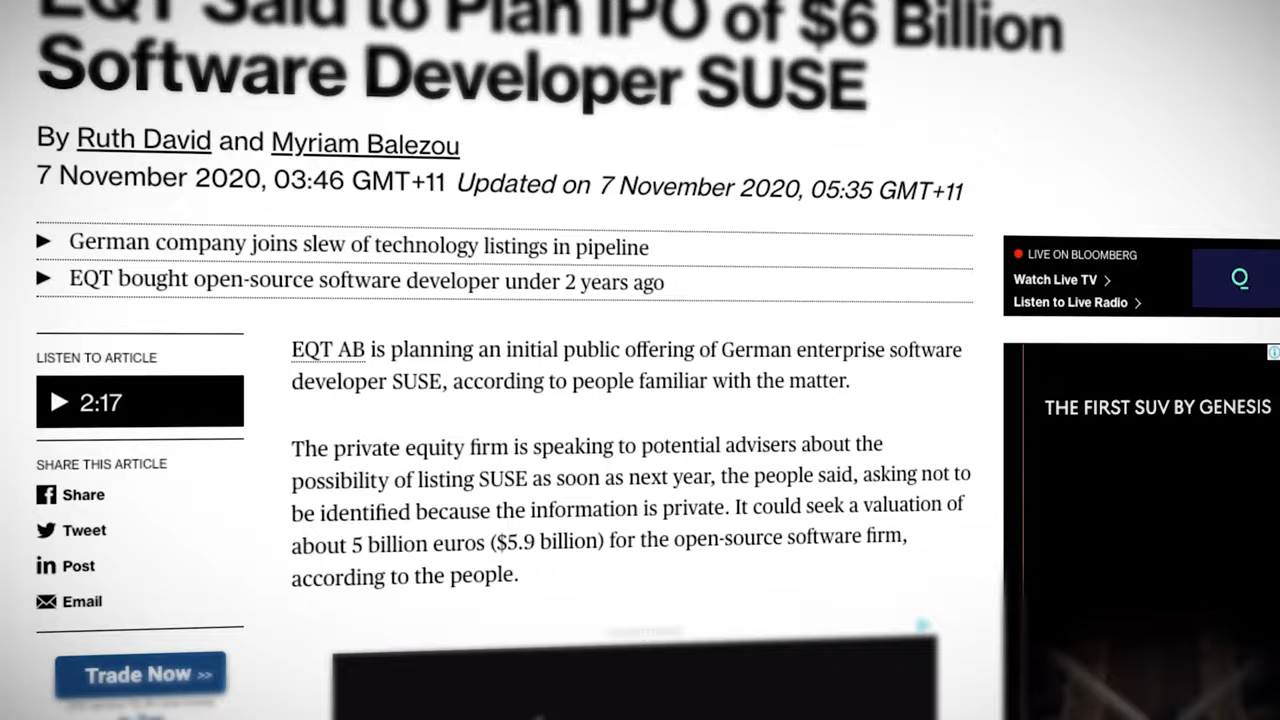 EQT Said to Plan IPO of $6 Billion
Software Developer SUSE
By Ruth David and Myriam Balezou
7 November 2020, 03:46 GMT+11 Updated on 7 November 2020, 05:35 GMT+11
▶ German company joins slew of technology listings in pipeline
▶ EQT bought open-source software developer under 2 years ago
LISTEN TO ARTICLE
2:17
SHARE THIS ARTICLE
Share
Tweet
in Post
Email
Trade Now >>
EQT AB is planning an initial public offering of German enterprise software
developer SUSE, according to people familiar with the matter.
The private equity firm is speaking to potential advisers about the
possibility of listing SUSE as soon as next year, the people said, asking not to
be identified because the information is private. It could seek a valuation of
about 5 billion euros ($5.9 billion) for the open-source software firm,
according to the people.
LIVE ON BLOOMBERG
Watch Live TV >
Listen to Live Radio >
THE FIRST SUV BY GENESIS